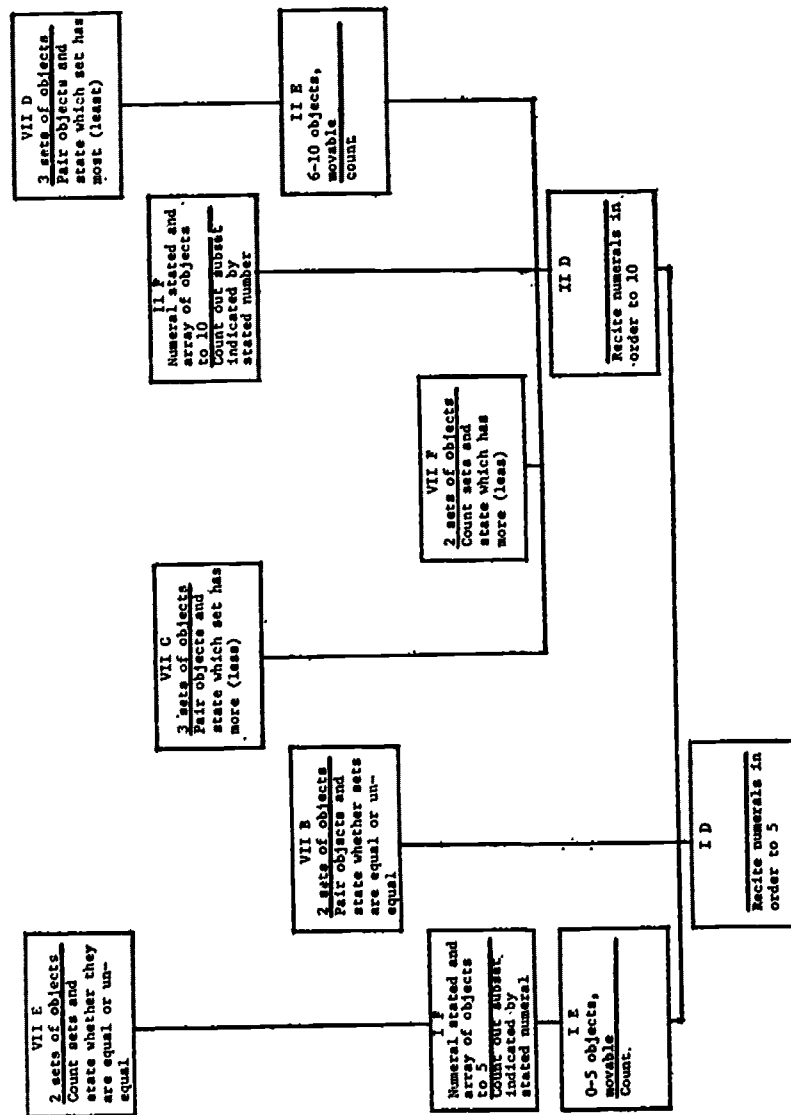 VII E
2 sets of objects
Count sets and
state whether they
are equal or un-
equal
VII D
3 sets of objects
Pair objects and
state which set has
most (least)
VII C
3 sets of objects
Pair objects and
state which set has
more (less)
II F
Numeral stated and
array of objects
to 10
Count out subset
indicated by
stated number
VII B
2 sets of objects
Pair objects and
state whether sets
are equal or un-
equal
II E
6-10 objects,
movable
count
I F
Numeral stated and
array of objects
to 5
Count out subset
indicated by
stated numeral
VII F
2 sets of objects
Count sets and
state which has
more (less)
I E
0-5 objects,
movable
Count.
II D
Recite numerals in
order to 10
I D
Recite numerals in
order to 5